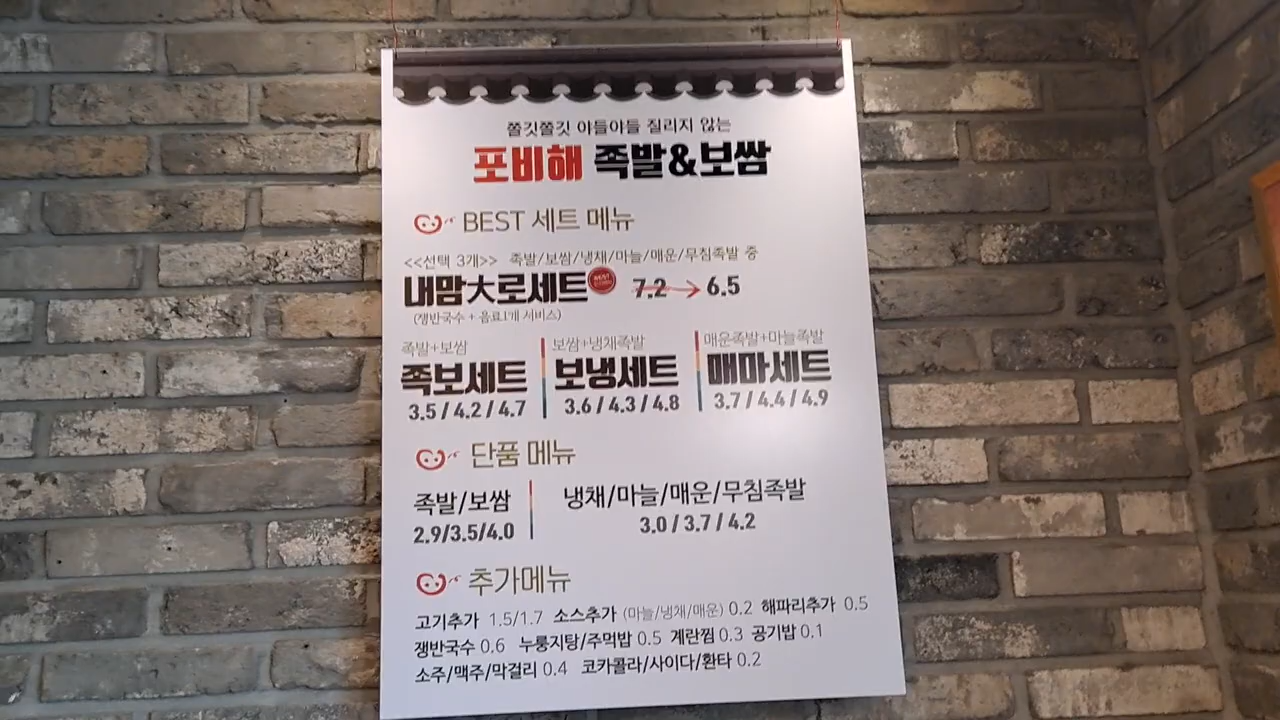 쫄깃쫄깃 야들야들 질리지 않는
포비해 족발&보쌈
BEST 세트 메뉴
<<선택 3개>> 족발/보쌈/냉채/마늘/매운/무침족발 중
내맘大로세트 7.2 6.5
(쟁반국수 + 음료1개 서비스)
족발+보쌈 보쌈+냉채족발 매운족발+마늘족발
족보세트 보냉세트 매마세트
3.5 / 4.2 / 4.7 3.6 / 4.3 / 4.8 3.7 / 4.4 / 4.9
단품 메뉴
족발/보쌈 냉채/마늘/매운/무침족발
2.9/3.5/4.0 3.0 / 3.7 / 4.2
추가메뉴
고기추가 1.5/1.7 소스추가 (마늘/냉채/매운) 0.2 해파리추가 0.5
쟁반국수 0.6 누룽지탕/주먹밥 0.5 계란찜 0.3 공기밥 0.1
소주/맥주/막걸리 0.4 코카콜라/사이다/환타 0.2